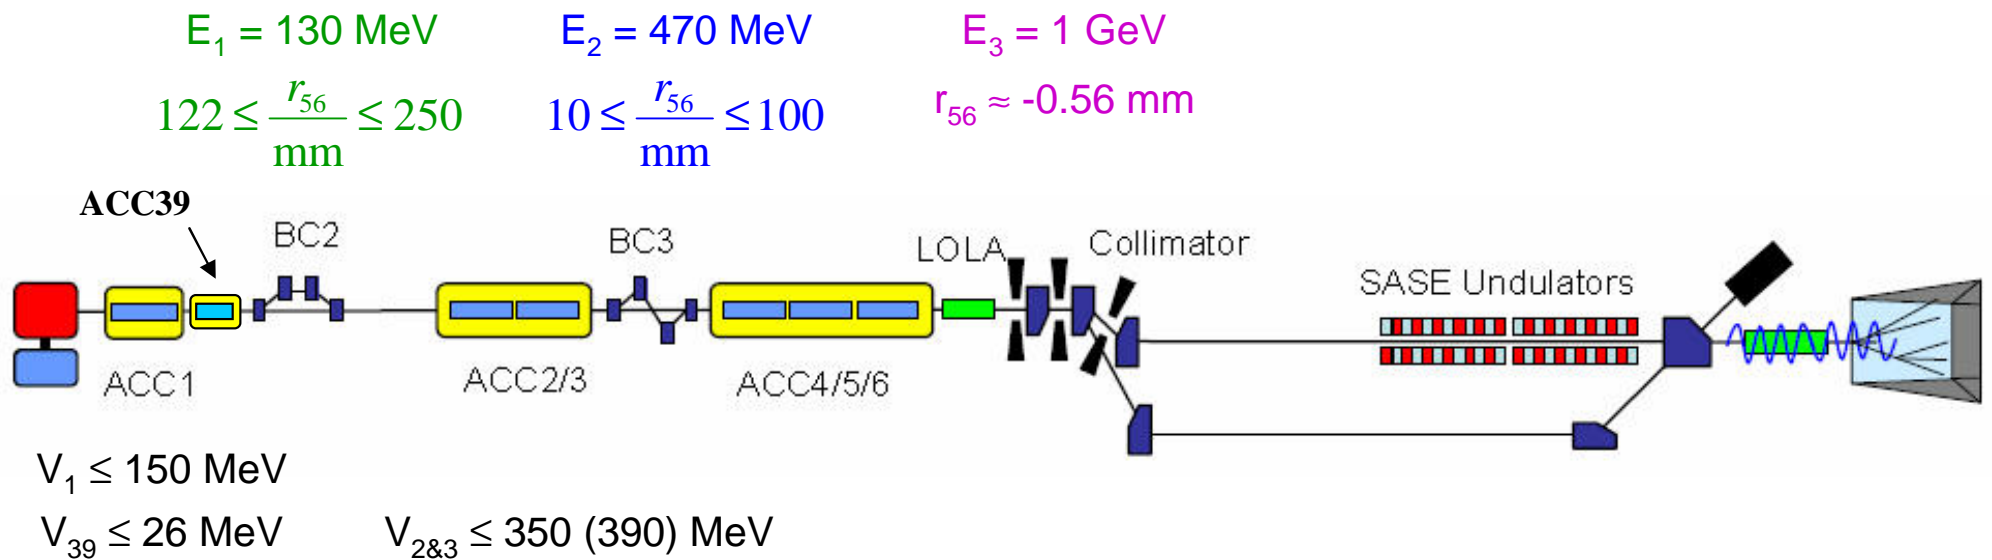 E₁ = 130 MeV E₂ = 470 MeV E₃ = 1 GeV
122 ≤ r₅₆/mm ≤ 250 10 ≤ r₅₆/mm ≤ 100 r₅₆ ≈ -0.56 mm
ACC39
BC2 BC3 LOLA Collimator
SASE Undulators
ACC1 ACC2/3 ACC4/5/6
V₁ ≤ 150 MeV
V₃₉ ≤ 26 MeV V₂&₃ ≤ 350 (390) MeV